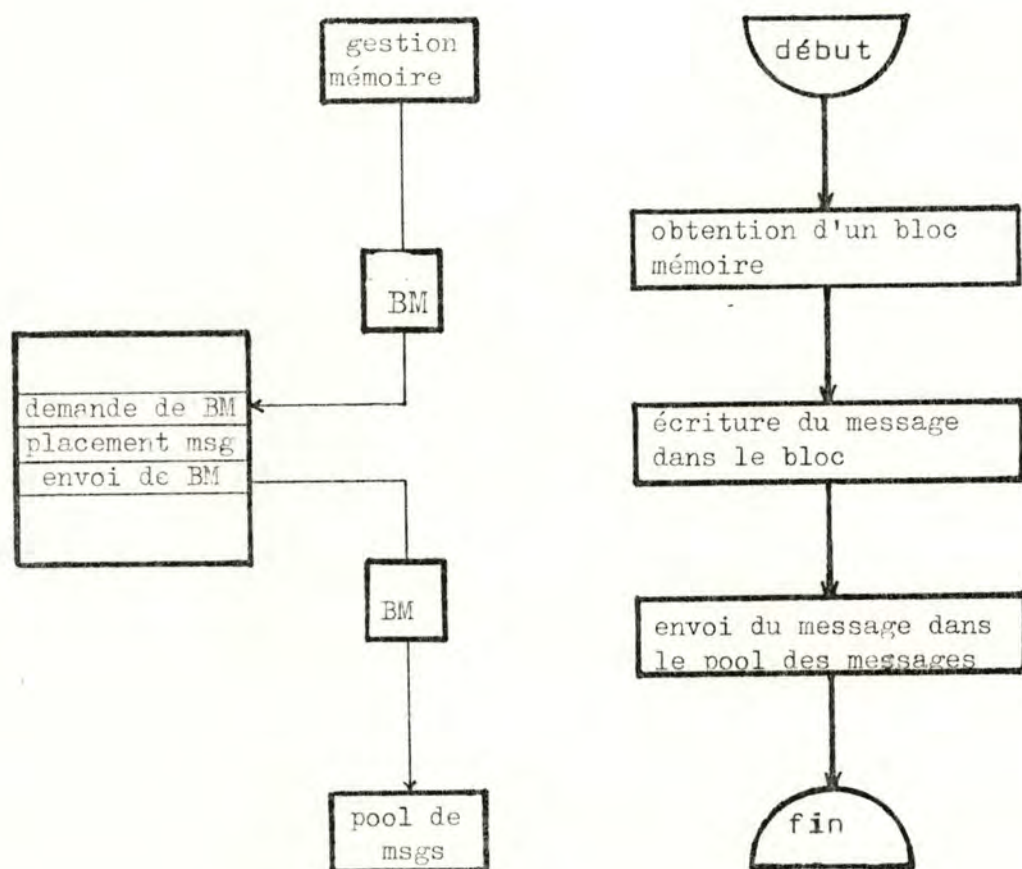 gestion
mémoire
BM
demande de BM
placement msg
envoi de BM
BM
pool de
msgs
début
obtention d'un bloc
mémoire
écriture du message
dans le bloc
envoi du message dans
le pool des messages
fin